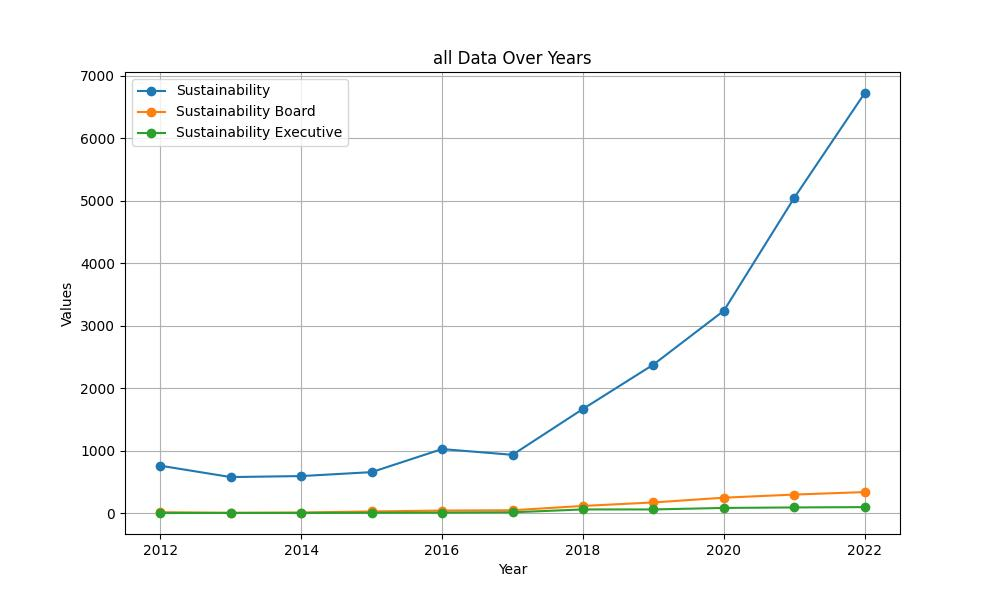 all Data Over Years
Sustainability
Sustainability Board
Sustainability Executive
Values
7000
6000
5000
4000
3000
2000
1000
0
2012 2014 2016 2018 2020 2022
Year